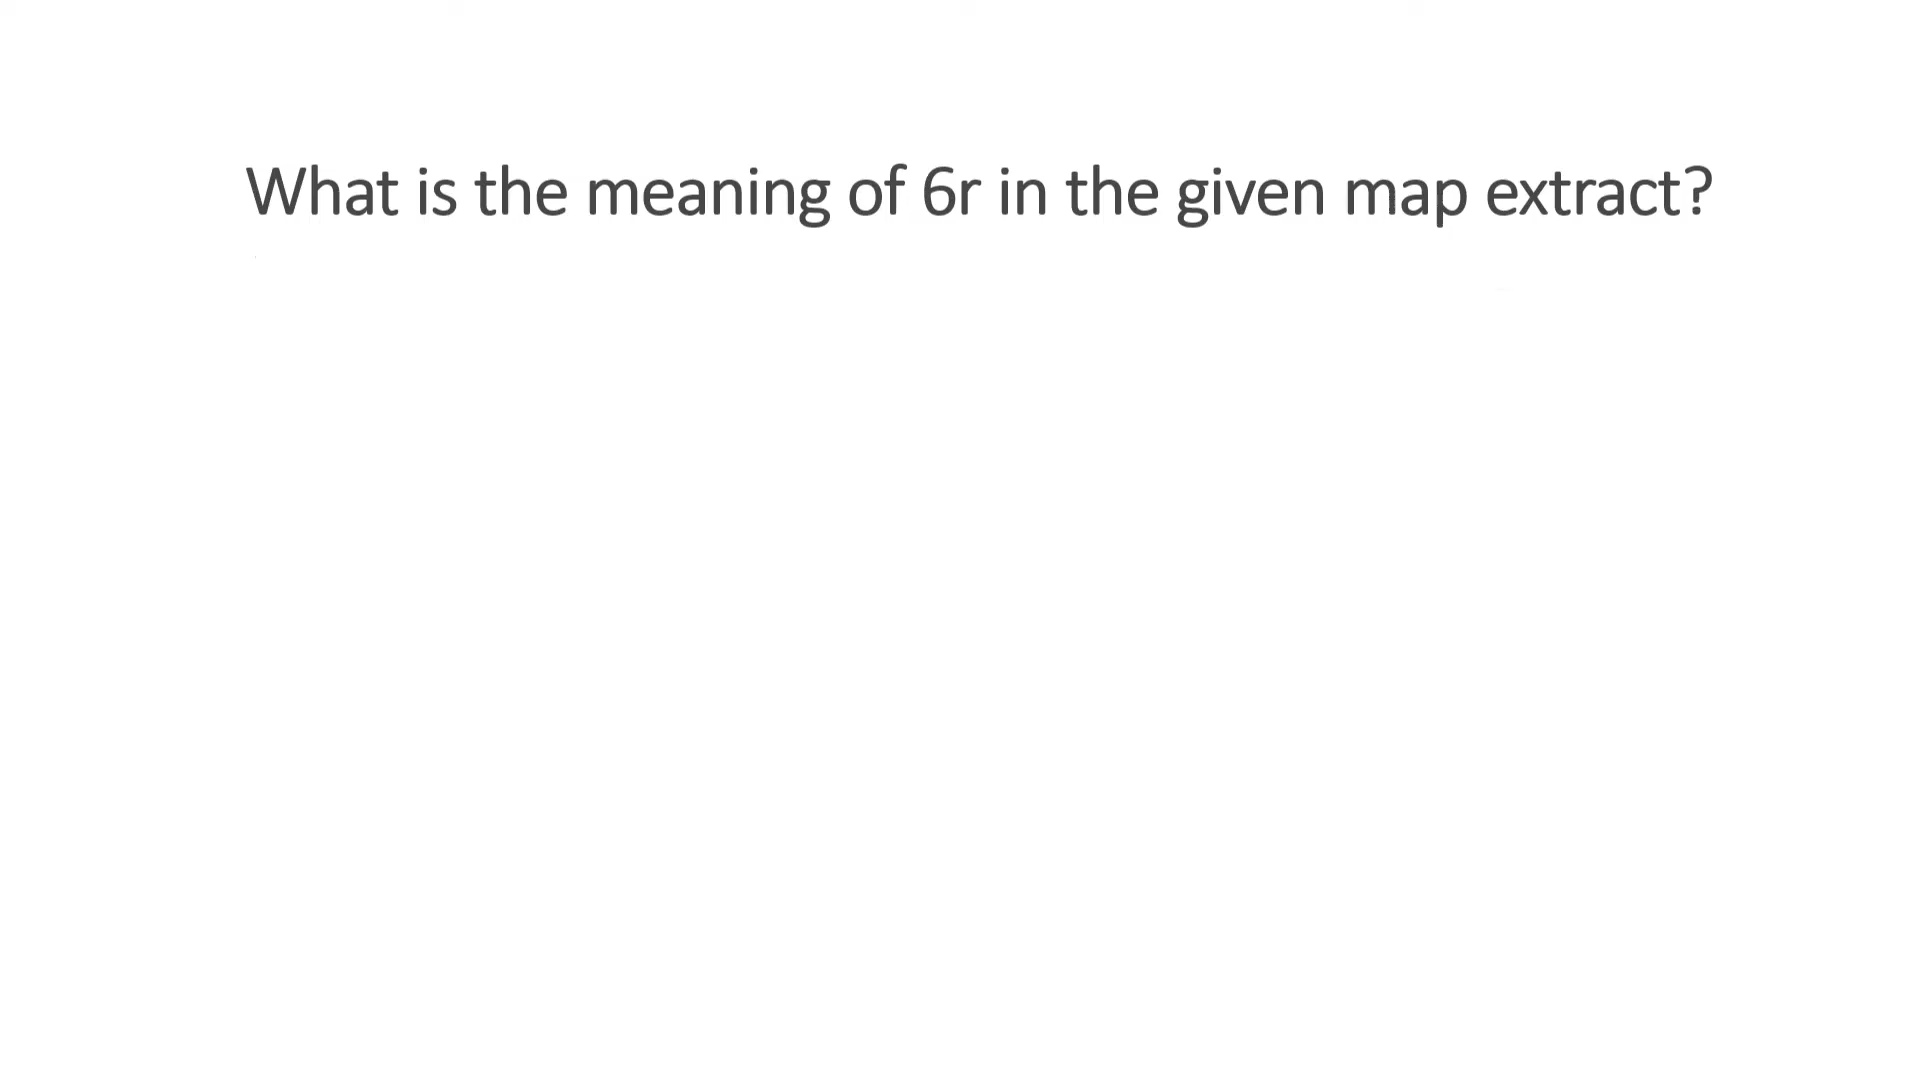 What is the meaning of 6r in the given map extract?